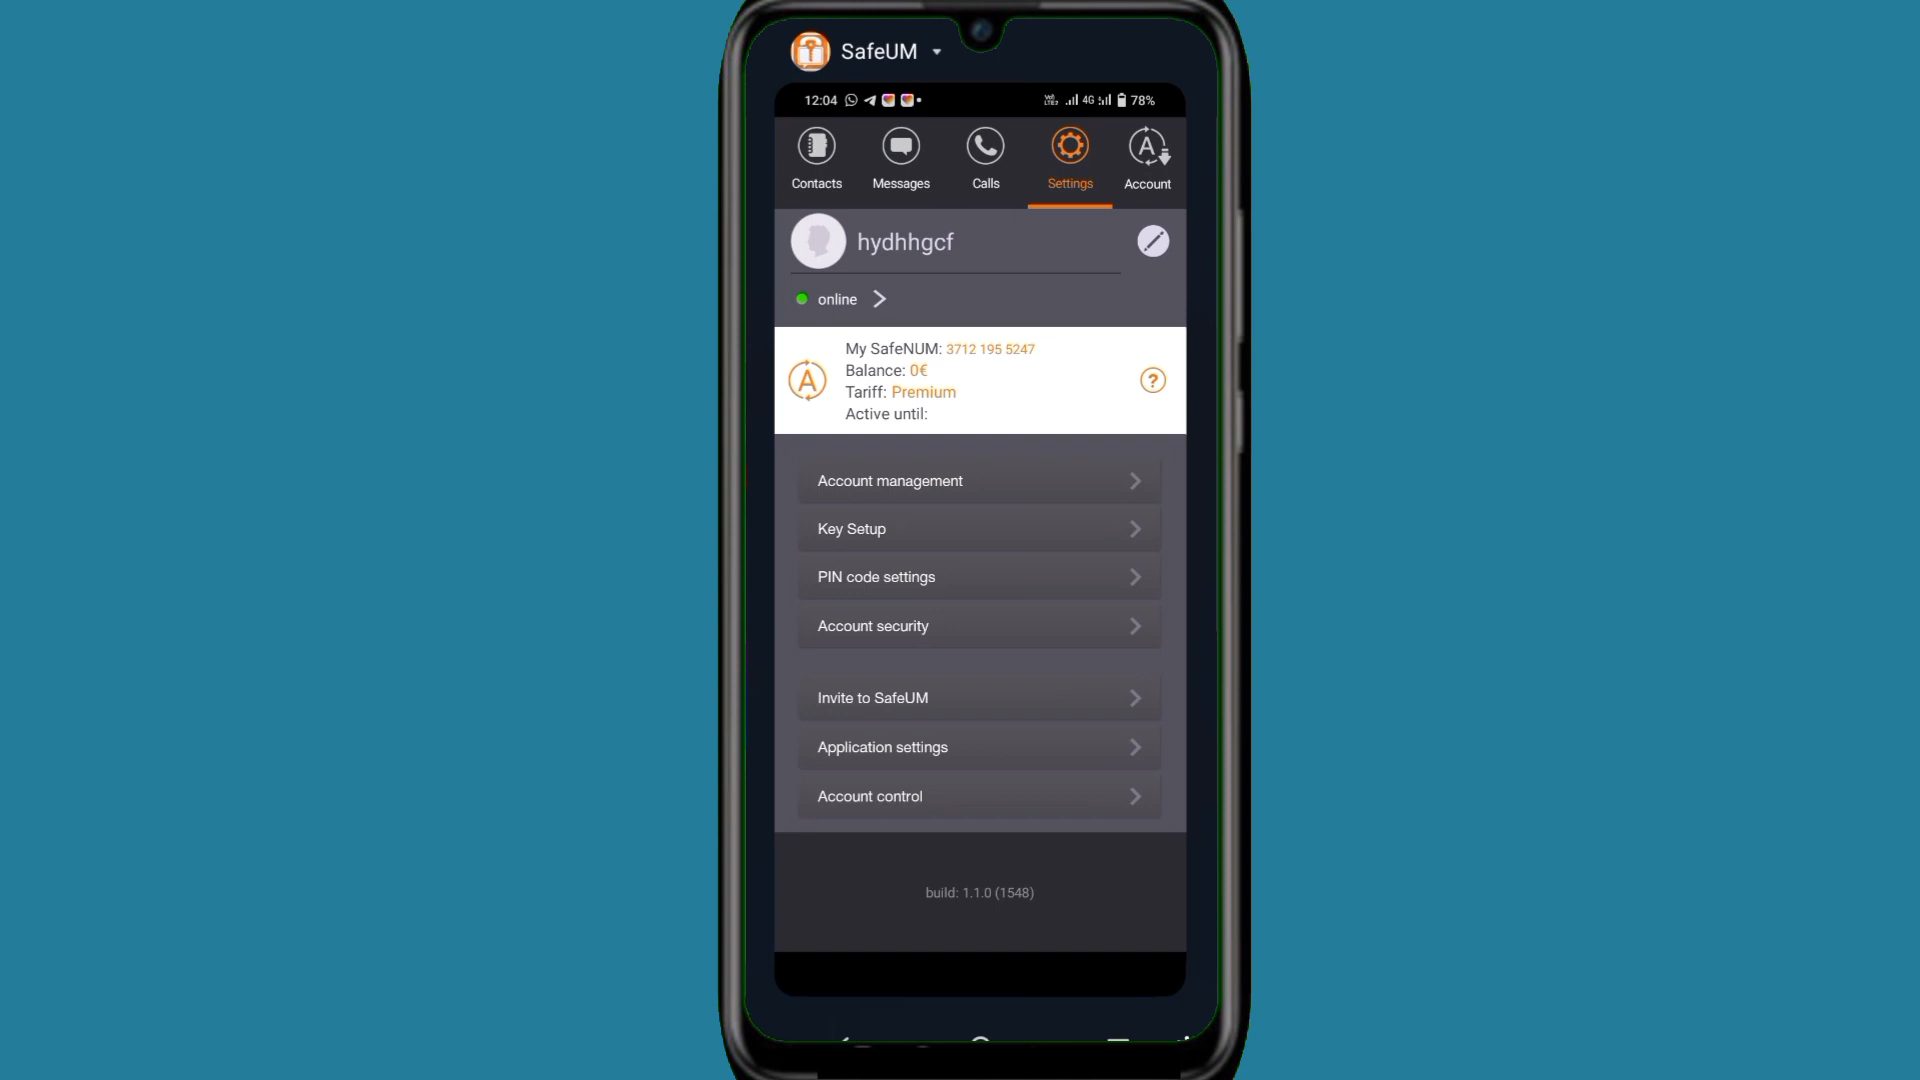 SafeUM
12:04 4G 78%
Contacts Messages Calls Settings Account
hydhhgcf
online
My SafeNUM: 3712 195 5247
Balance: 0€
Tariff: Premium
Active until:
Account management
Key Setup
PIN code settings
Account security
Invite to SafeUM
Application settings
Account control
build: 1.1.0 (1548)